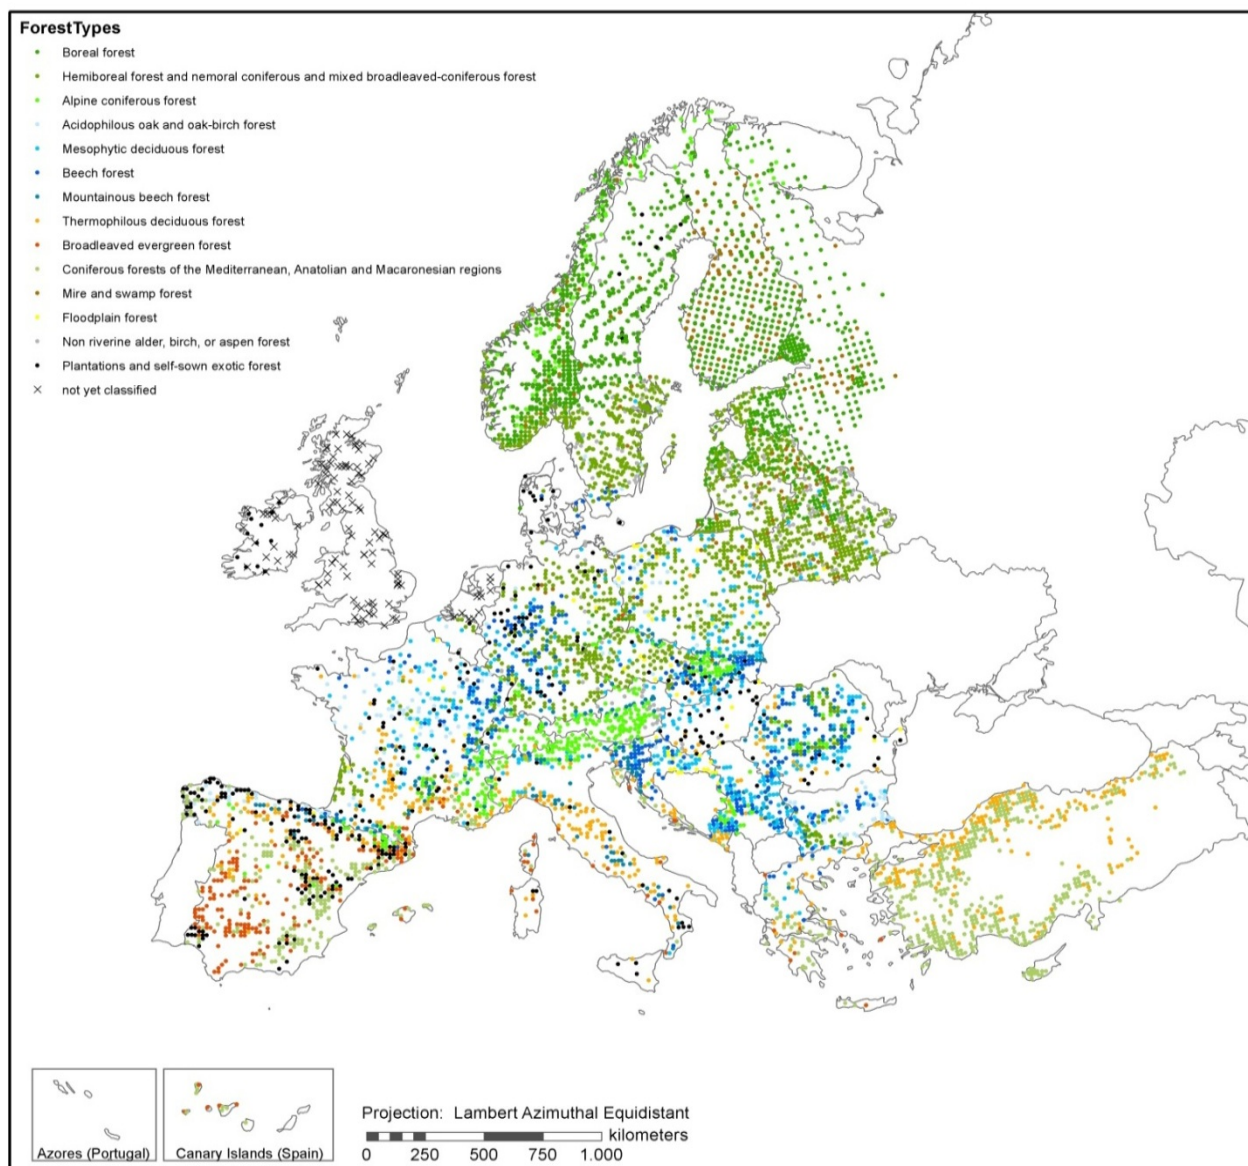 ForestTypes
Boreal forest
Hemiboreal forest and nemoral coniferous and mixed broadleaved-coniferous forest
Alpine coniferous forest
Acidophilous oak and oak-birch forest
Mesophytic deciduous forest
Beech forest
Mountainous beech forest
Thermophilous deciduous forest
Broadleaved evergreen forest
Coniferous forests of the Mediterranean, Anatolian and Macaronesian regions
Mire and swamp forest
Floodplain forest
Non riverine alder, birch, or aspen forest
Plantations and self-sown exotic forest
not yet classified
Azores (Portugal)
Canary Islands (Spain)
Projection: Lambert Azimuthal Equidistant
kilometers
0 250 500 750 1.000